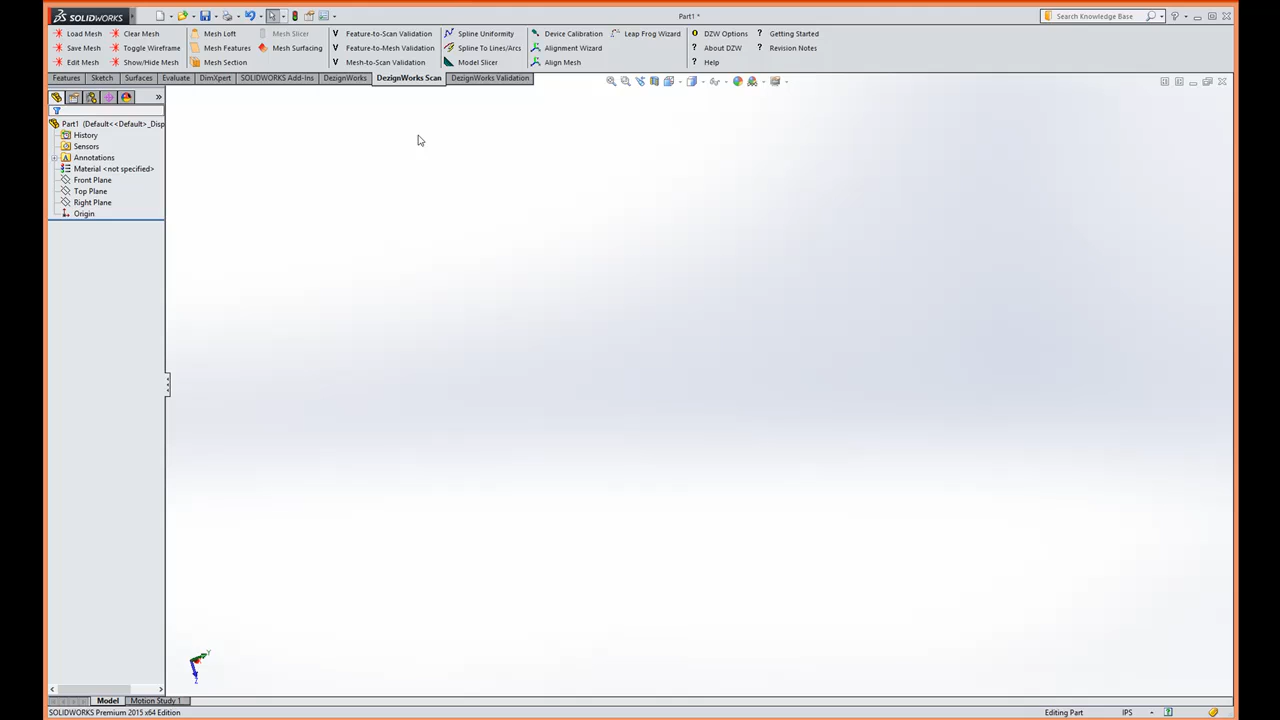 SOLIDWORKS
Part1 *
Search Knowledge Base
Load Mesh
Clear Mesh
Mesh Loft
Mesh Slicer
Feature-to-Scan Validation
Spline Uniformity
Device Calibration
Leap Frog Wizard
DZW Options
Getting Started
Save Mesh
Toggle Wireframe
Mesh Features
Mesh Surfacing
Feature-to-Mesh Validation
Spline To Lines/Arcs
Alignment Wizard
About DZW
Revision Notes
Edit Mesh
Show/Hide Mesh
Mesh Section
Mesh-to-Scan Validation
Model Slicer
Align Mesh
Help
Features
Sketch
Surfaces
Evaluate
DimXpert
SOLIDWORKS Add-Ins
DezignWorks
DezignWorks Scan
DezignWorks Validation
Part1 (Default<<Default>_Disp
History
Sensors
Annotations
Material <not specified>
Front Plane
Top Plane
Right Plane
Origin
Y
Z
Model
Motion Study 1
SOLIDWORKS Premium 2015 x64 Edition
Editing Part
IPS